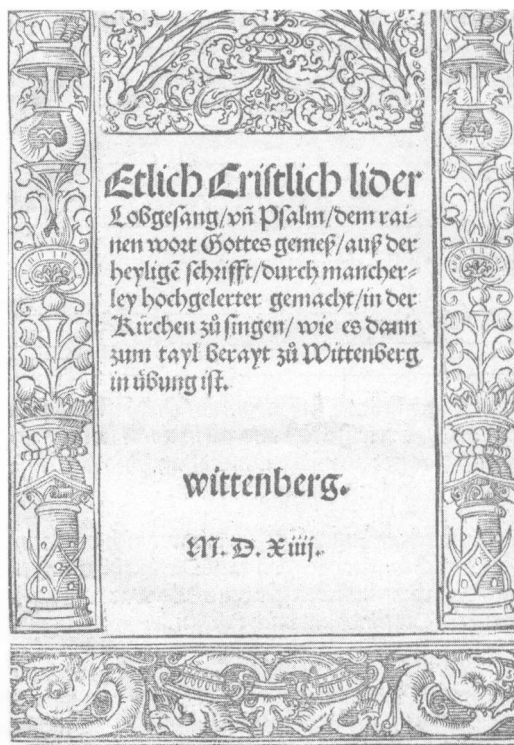 Etlich Cristlich lider
Lobgesang/vñ Psalm/dem rai-
nen wort Gottes gemeß/auß der
heyligẽ schrifft/durch mancher-
ley hochgelerter gemacht/in der
Kirchen zů singen/ wie es dann
zum tayl berayt zů Wittenberg
in übung ist.
wittenberg.
M. D. Xiiij.